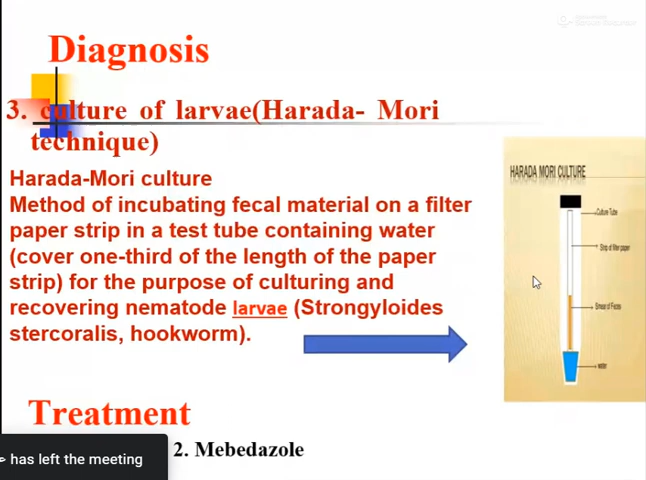 Diagnosis
3. culture of larvae(Harada- Mori
technique)
Harada-Mori culture
Method of incubating fecal material on a filter
paper strip in a test tube containing water
(cover one-third of the length of the paper
strip) for the purpose of culturing and
recovering nematode larvae (Strongyloides
stercoralis, hookworm).
HARADA MORI CULTURE
Culture Tube
Strip of filter paper
Smear of Feces
water
Treatment
2. Mebedazole
has left the meeting